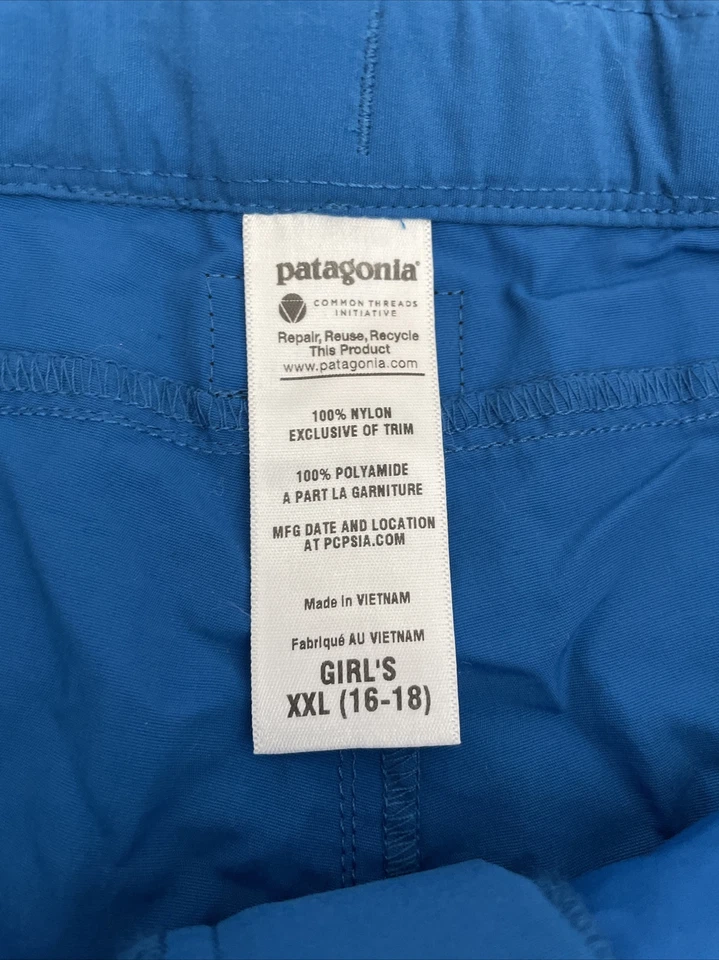 patagonia®
COMMON THREADS
INITIATIVE
Repair, Reuse, Recycle
This Product
www.patagonia.com
100% NYLON
EXCLUSIVE OF TRIM
100% POLYAMIDE
A PART LA GARNITURE
MFG DATE AND LOCATION
AT PCPSIA.COM
Made in VIETNAM
Fabriqué AU VIETNAM
GIRL'S
XXL (16-18)